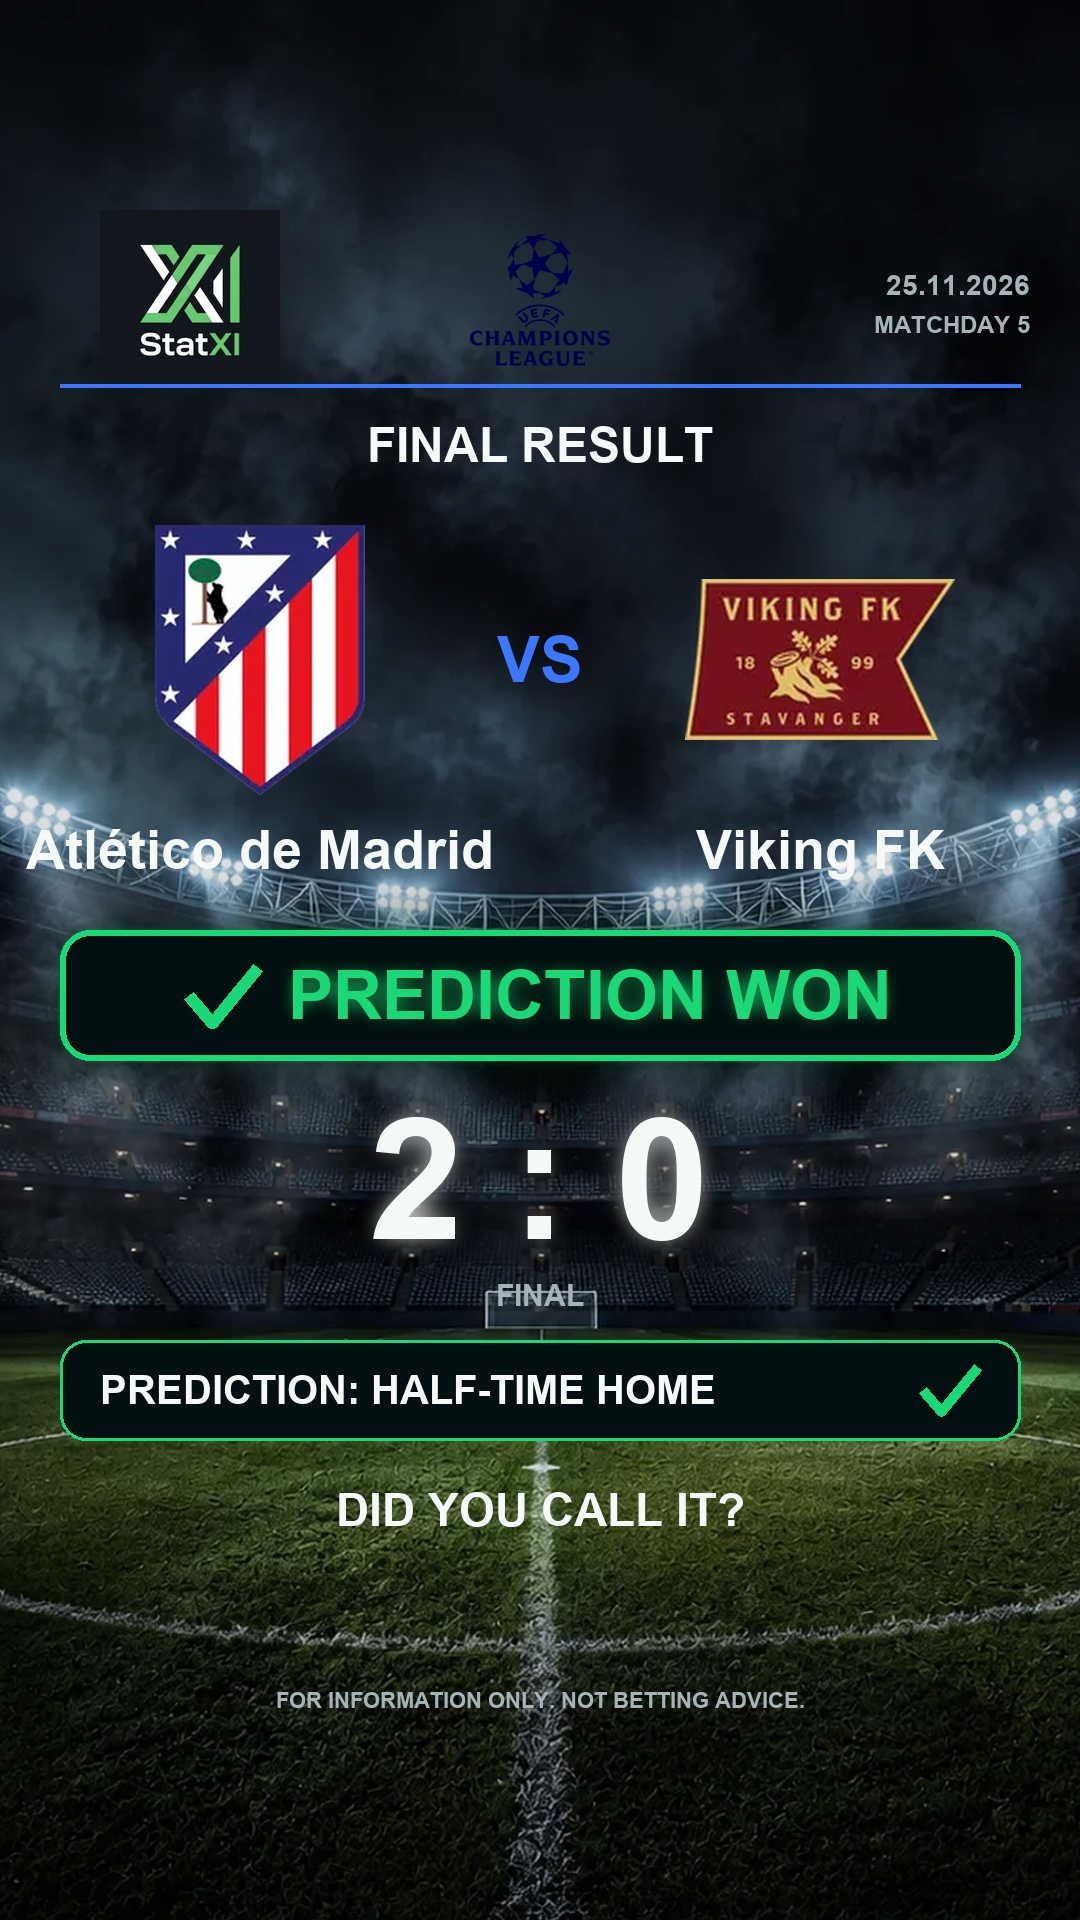 StatXI
UEFA
CHAMPIONS
LEAGUE
25.11.2026
MATCHDAY 5
FINAL RESULT
VIKING FK
18 99
STAVANGER
VS
Atlético de Madrid
Viking FK
PREDICTION WON
2 : 0
FINAL
PREDICTION: HALF-TIME HOME
DID YOU CALL IT?
FOR INFORMATION ONLY. NOT BETTING ADVICE.